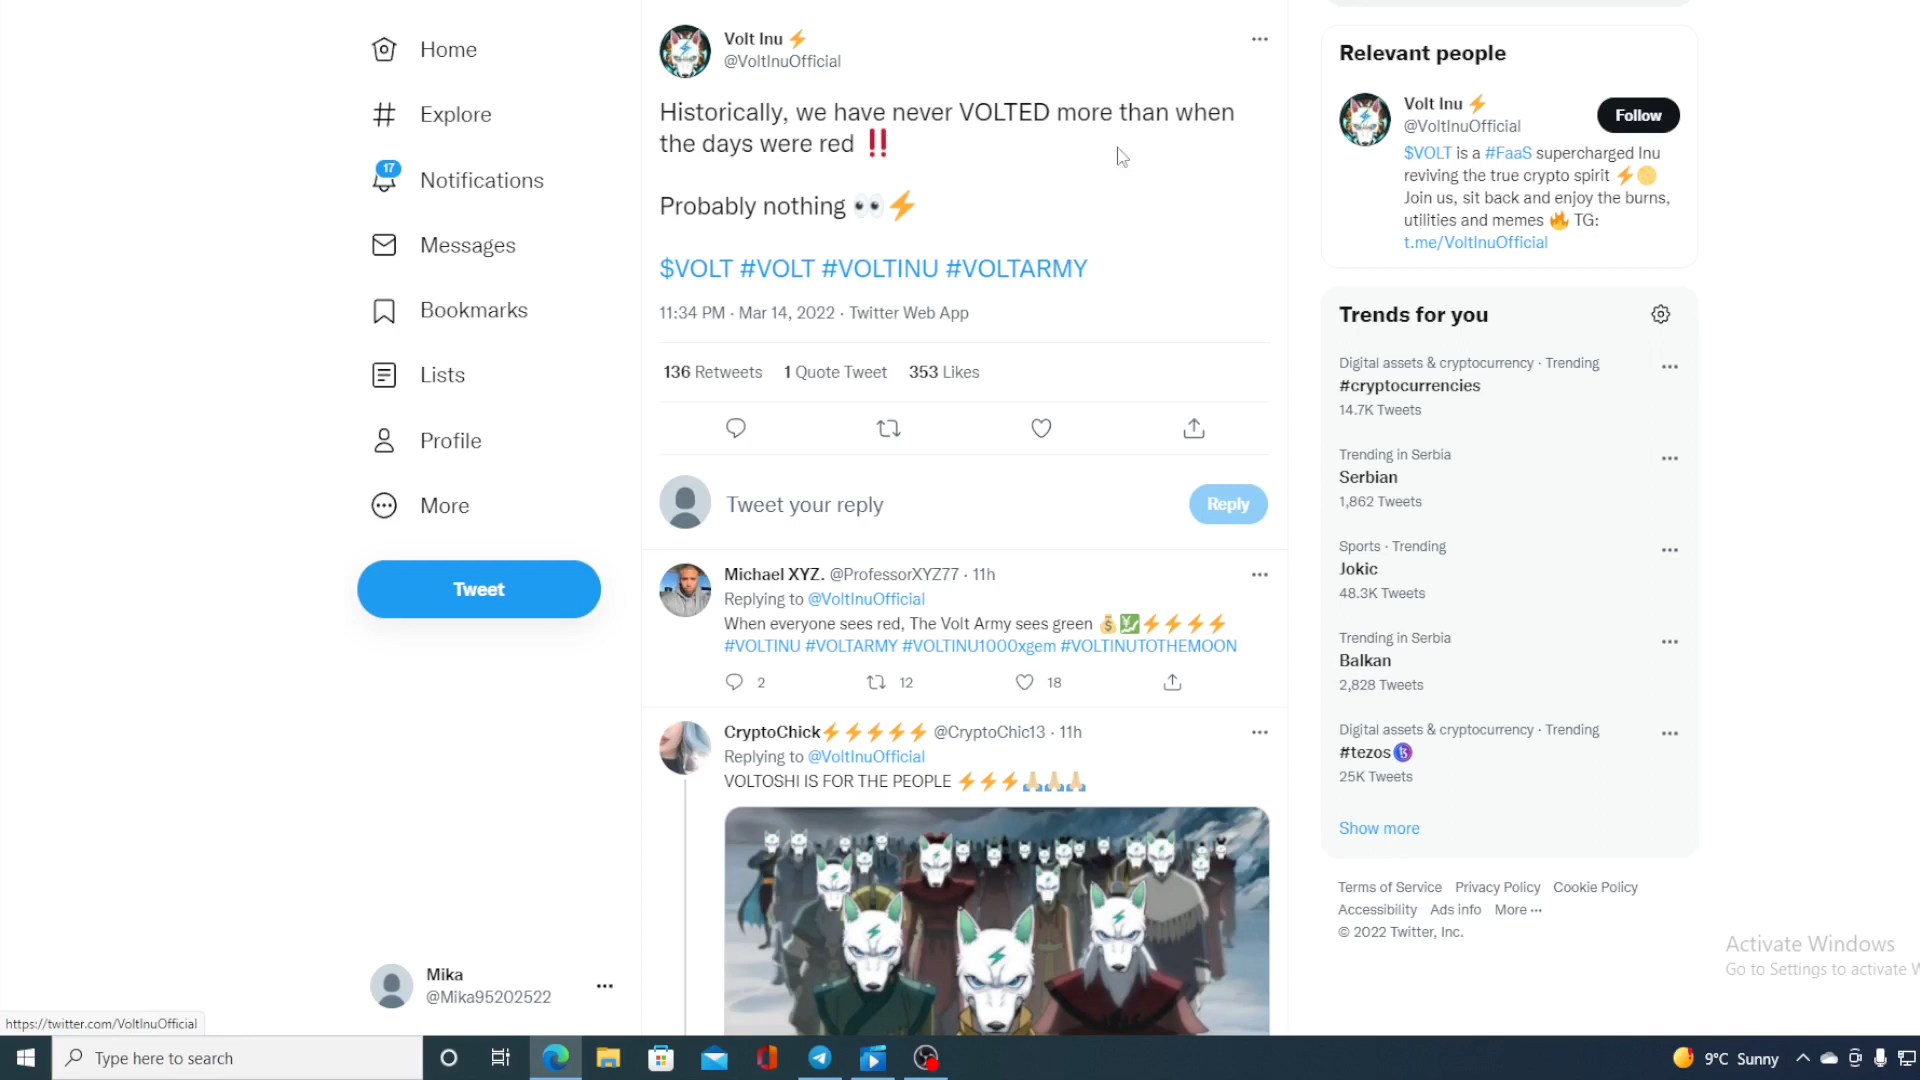 Home
Explore
17
Notifications
Messages
Bookmarks
Lists
Profile
More
Tweet
Mika
@Mika95202522
https://twitter.com/VoltInuOfficial
Volt Inu ⚡
@VoltInuOfficial
Historically, we have never VOLTED more than when
the days were red ‼️
Probably nothing 👀⚡
$VOLT #VOLT #VOLTINU #VOLTARMY
11:34 PM · Mar 14, 2022 · Twitter Web App
136 Retweets 1 Quote Tweet 353 Likes
Tweet your reply
Reply
Michael XYZ. @ProfessorXYZ77 · 11h
Replying to @VoltInuOfficial
When everyone sees red, The Volt Army sees green 💰💹⚡⚡⚡⚡
#VOLTINU #VOLTARMY #VOLTINU1000xgem #VOLTINUTOTHEMOON
2 12 18
CryptoChick⚡⚡⚡⚡⚡ @CryptoChic13 · 11h
Replying to @VoltInuOfficial
VOLTOSHI IS FOR THE PEOPLE ⚡⚡⚡🙏🏻🙏🏻🙏🏻
Relevant people
Volt Inu ⚡
@VoltInuOfficial
Follow
$VOLT is a #FaaS supercharged Inu
reviving the true crypto spirit ⚡🌕
Join us, sit back and enjoy the burns,
utilities and memes 🔥 TG:
t.me/VoltInuOfficial
Trends for you
Digital assets & cryptocurrency · Trending
#cryptocurrencies
14.7K Tweets
Trending in Serbia
Serbian
1,862 Tweets
Sports · Trending
Jokic
48.3K Tweets
Trending in Serbia
Balkan
2,828 Tweets
Digital assets & cryptocurrency · Trending
#tezos
25K Tweets
Show more
Terms of Service Privacy Policy Cookie Policy
Accessibility Ads info More ···
© 2022 Twitter, Inc.
Activate Windows
Go to Settings to activate W
Type here to search
9°C Sunny